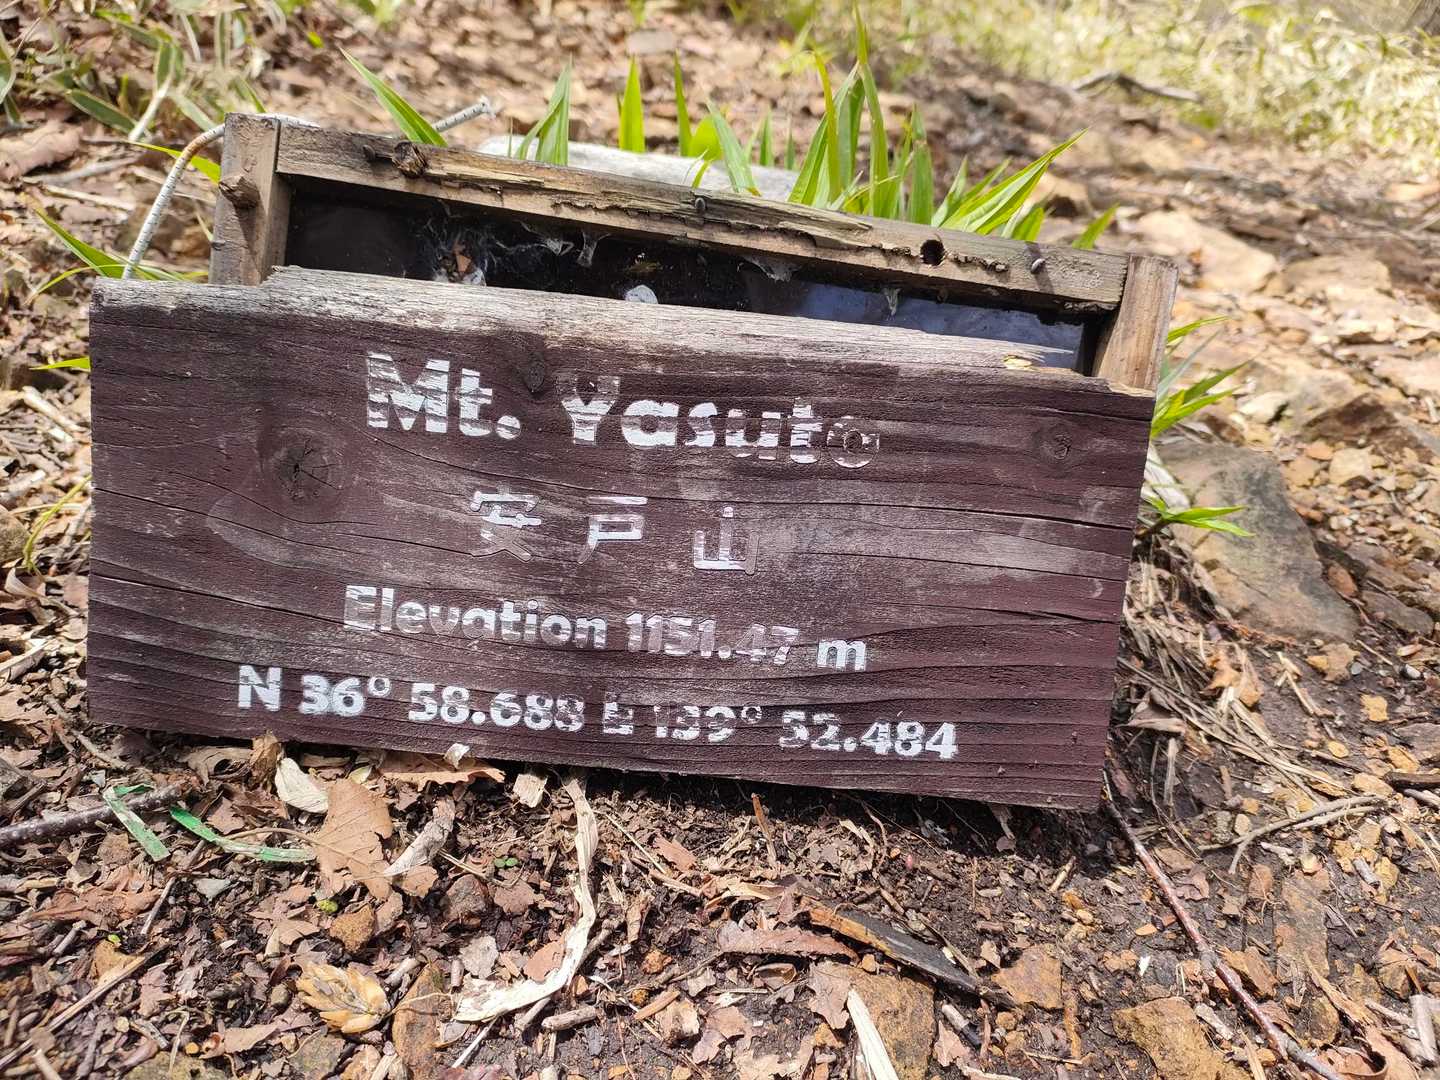 Mt. Yasuto
安戸山
Elevation 1151.47 m
N 36° 58.688 E 139° 52.484